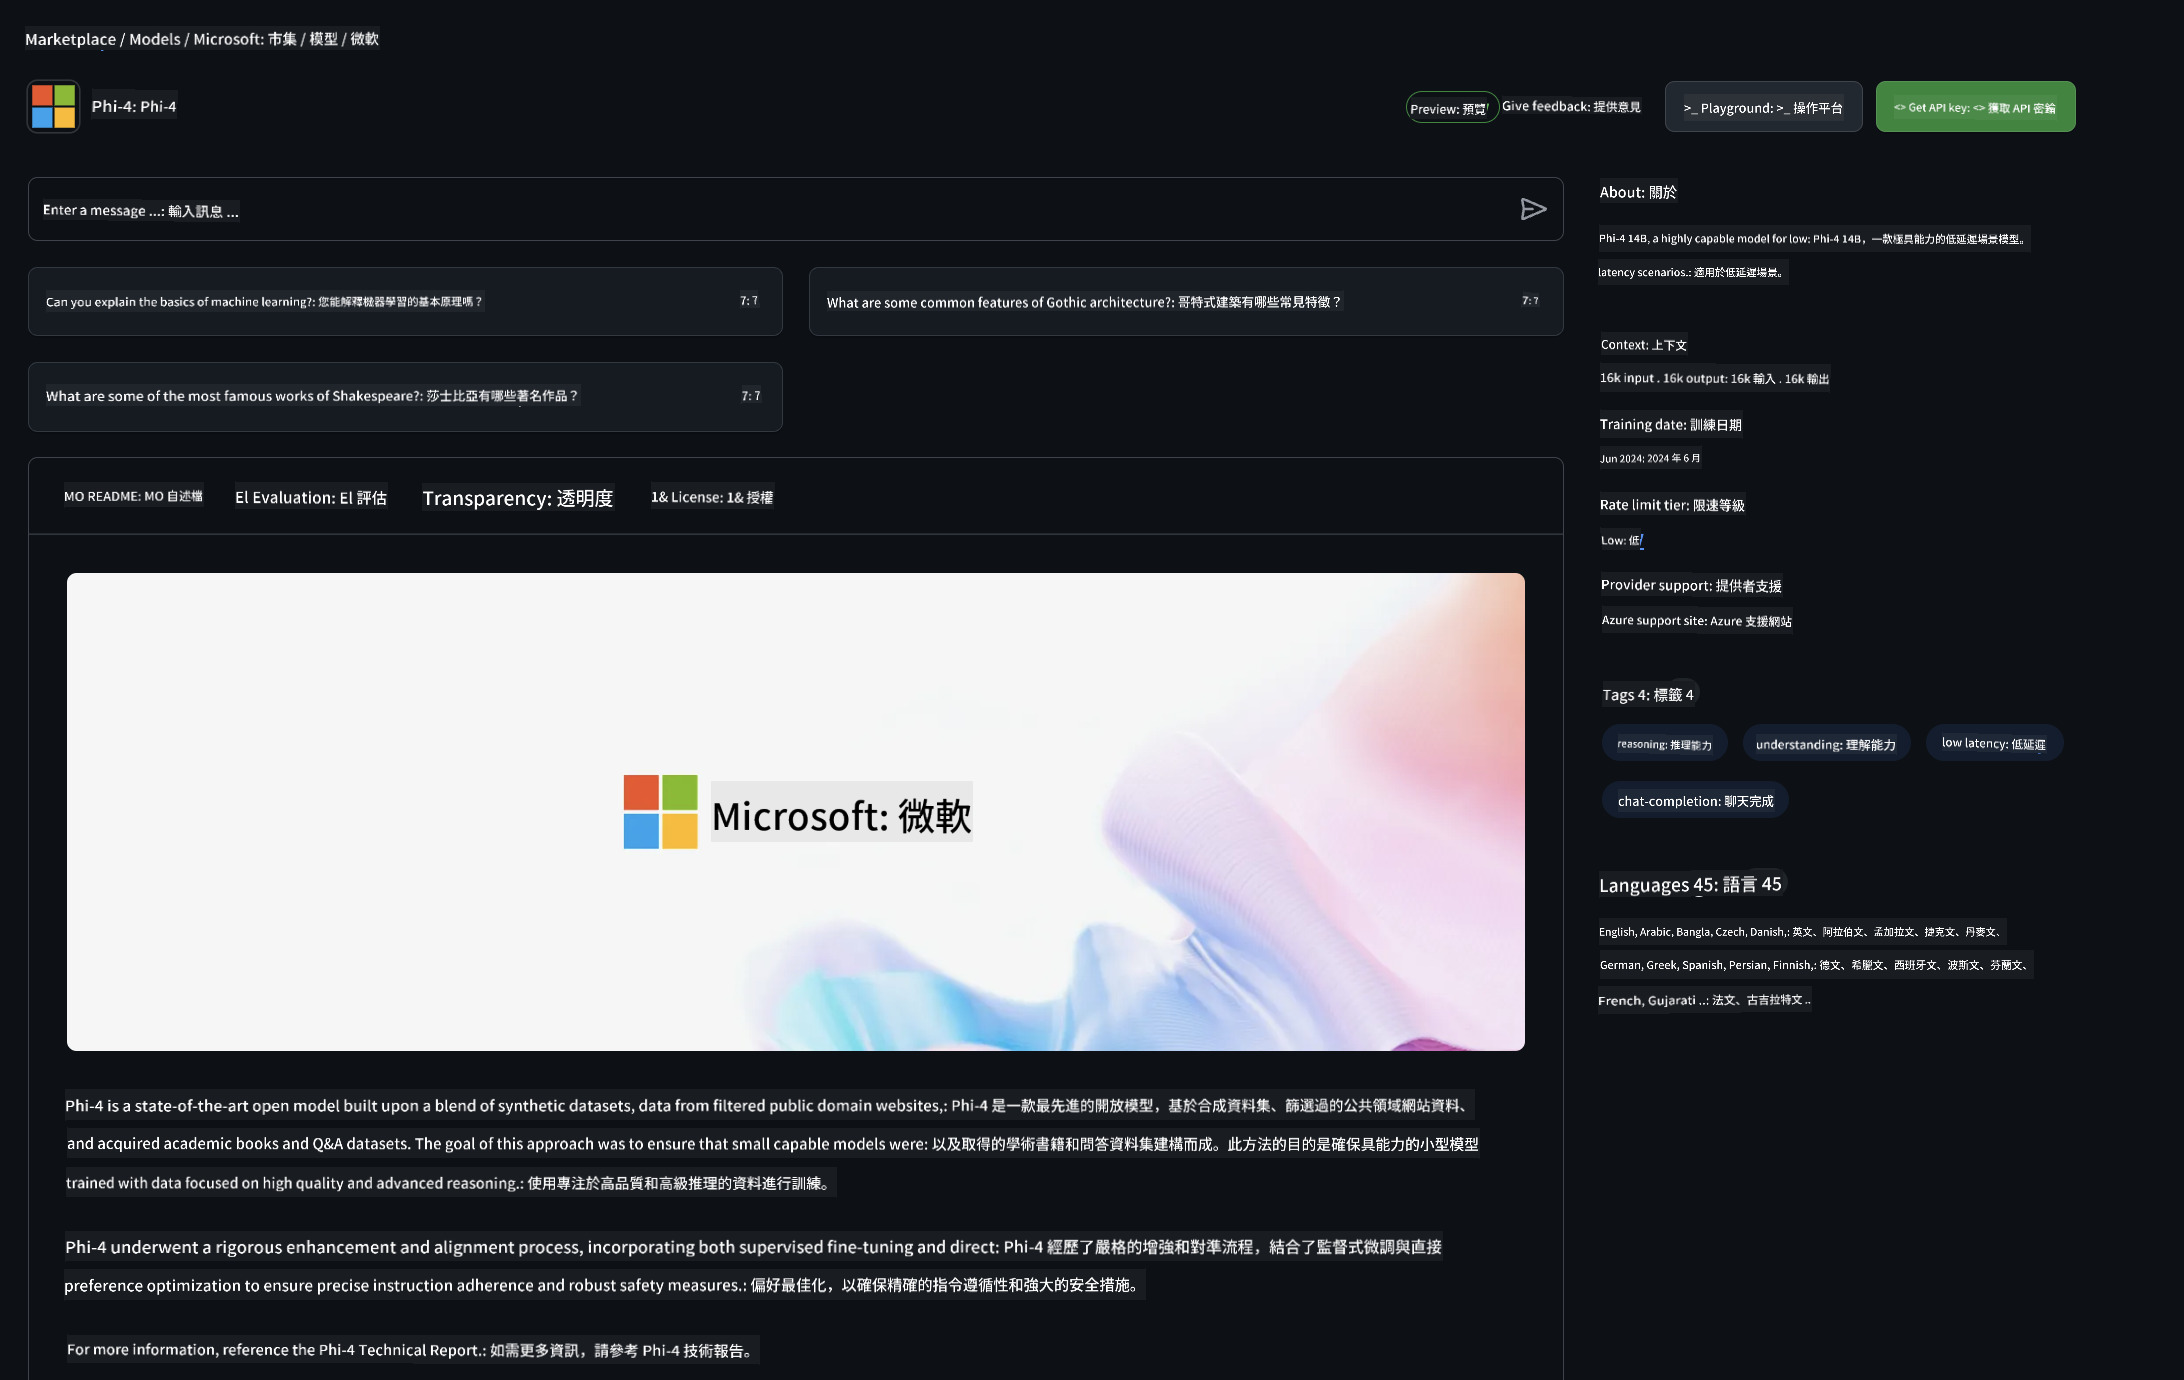 Marketplace / Models / Microsoft: 市集 / 模型 / 微軟
Phi-4: Phi-4
Preview: 預覽
Give feedback: 提供意見
>_ Playground: >_ 操作平台
<> Get API key: <> 獲取 API 密鑰
Enter a message ...: 輸入訊息 ...
Can you explain the basics of machine learning?: 您能解釋機器學習的基本原理嗎？
7: 7
What are some common features of Gothic architecture?: 哥特式建築有哪些常見特徵？
7: 7
What are some of the most famous works of Shakespeare?: 莎士比亞有哪些著名作品？
7: 7
MO README: MO 自述檔
El Evaluation: El 評估
Transparency: 透明度
1& License: 1& 授權
Microsoft: 微軟
Phi-4 is a state-of-the-art open model built upon a blend of synthetic datasets, data from filtered public domain websites,: Phi-4 是一款最先進的開放模型，基於合成資料集、篩選過的公共領域網站資料、
and acquired academic books and Q&A datasets. The goal of this approach was to ensure that small capable models were: 以及取得的學術書籍和問答資料集建構而成。此方法的目的是確保具能力的小型模型
trained with data focused on high quality and advanced reasoning.: 使用專注於高品質和高級推理的資料進行訓練。
Phi-4 underwent a rigorous enhancement and alignment process, incorporating both supervised fine-tuning and direct: Phi-4 經歷了嚴格的增強和對準流程，結合了監督式微調與直接
preference optimization to ensure precise instruction adherence and robust safety measures.: 偏好最佳化，以確保精確的指令遵循性和強大的安全措施。
For more information, reference the Phi-4 Technical Report.: 如需更多資訊，請參考 Phi-4 技術報告。
About: 關於
Phi-4 14B, a highly capable model for low: Phi-4 14B，一款極具能力的低延遲場景模型。
latency scenarios.: 適用於低延遲場景。
Context: 上下文
16k input . 16k output: 16k 輸入 . 16k 輸出
Training date: 訓練日期
Jun 2024: 2024 年 6 月
Rate limit tier: 限速等級
Low: 低
Provider support: 提供者支援
Azure support site: Azure 支援網站
Tags 4: 標籤 4
reasoning: 推理能力
understanding: 理解能力
low latency: 低延遲
chat-completion: 聊天完成
Languages 45: 語言 45
English, Arabic, Bangla, Czech, Danish,: 英文、阿拉伯文、孟加拉文、捷克文、丹麥文、
German, Greek, Spanish, Persian, Finnish,: 德文、希臘文、西班牙文、波斯文、芬蘭文、
French, Gujarati ..: 法文、古吉拉特文 ..